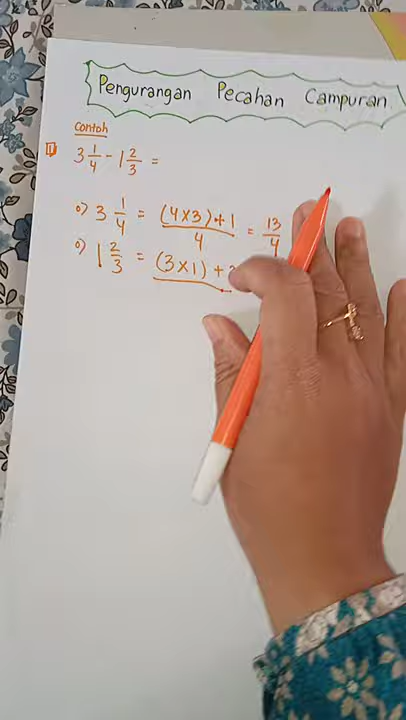 Pengurangan Pecahan Campuran
Contoh
1 3 1/4 - 1 2/3 =
o) 3 1/4 = (4x3)+1/4 = 13/4
o) 1 2/3 = (3x1) +